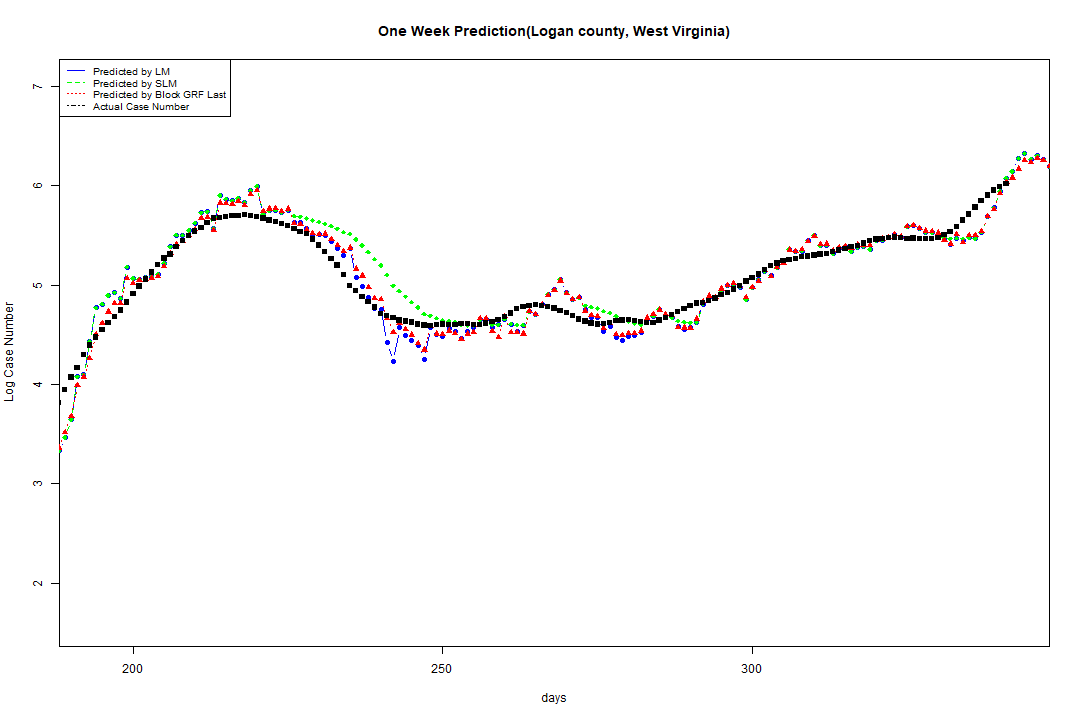 One Week Prediction(Logan county, West Virginia)
Predicted by LM
Predicted by SLM
Predicted by Block GRF Last
Actual Case Number
7
6
5
4
3
2
Log Case Number
200
250
300
days